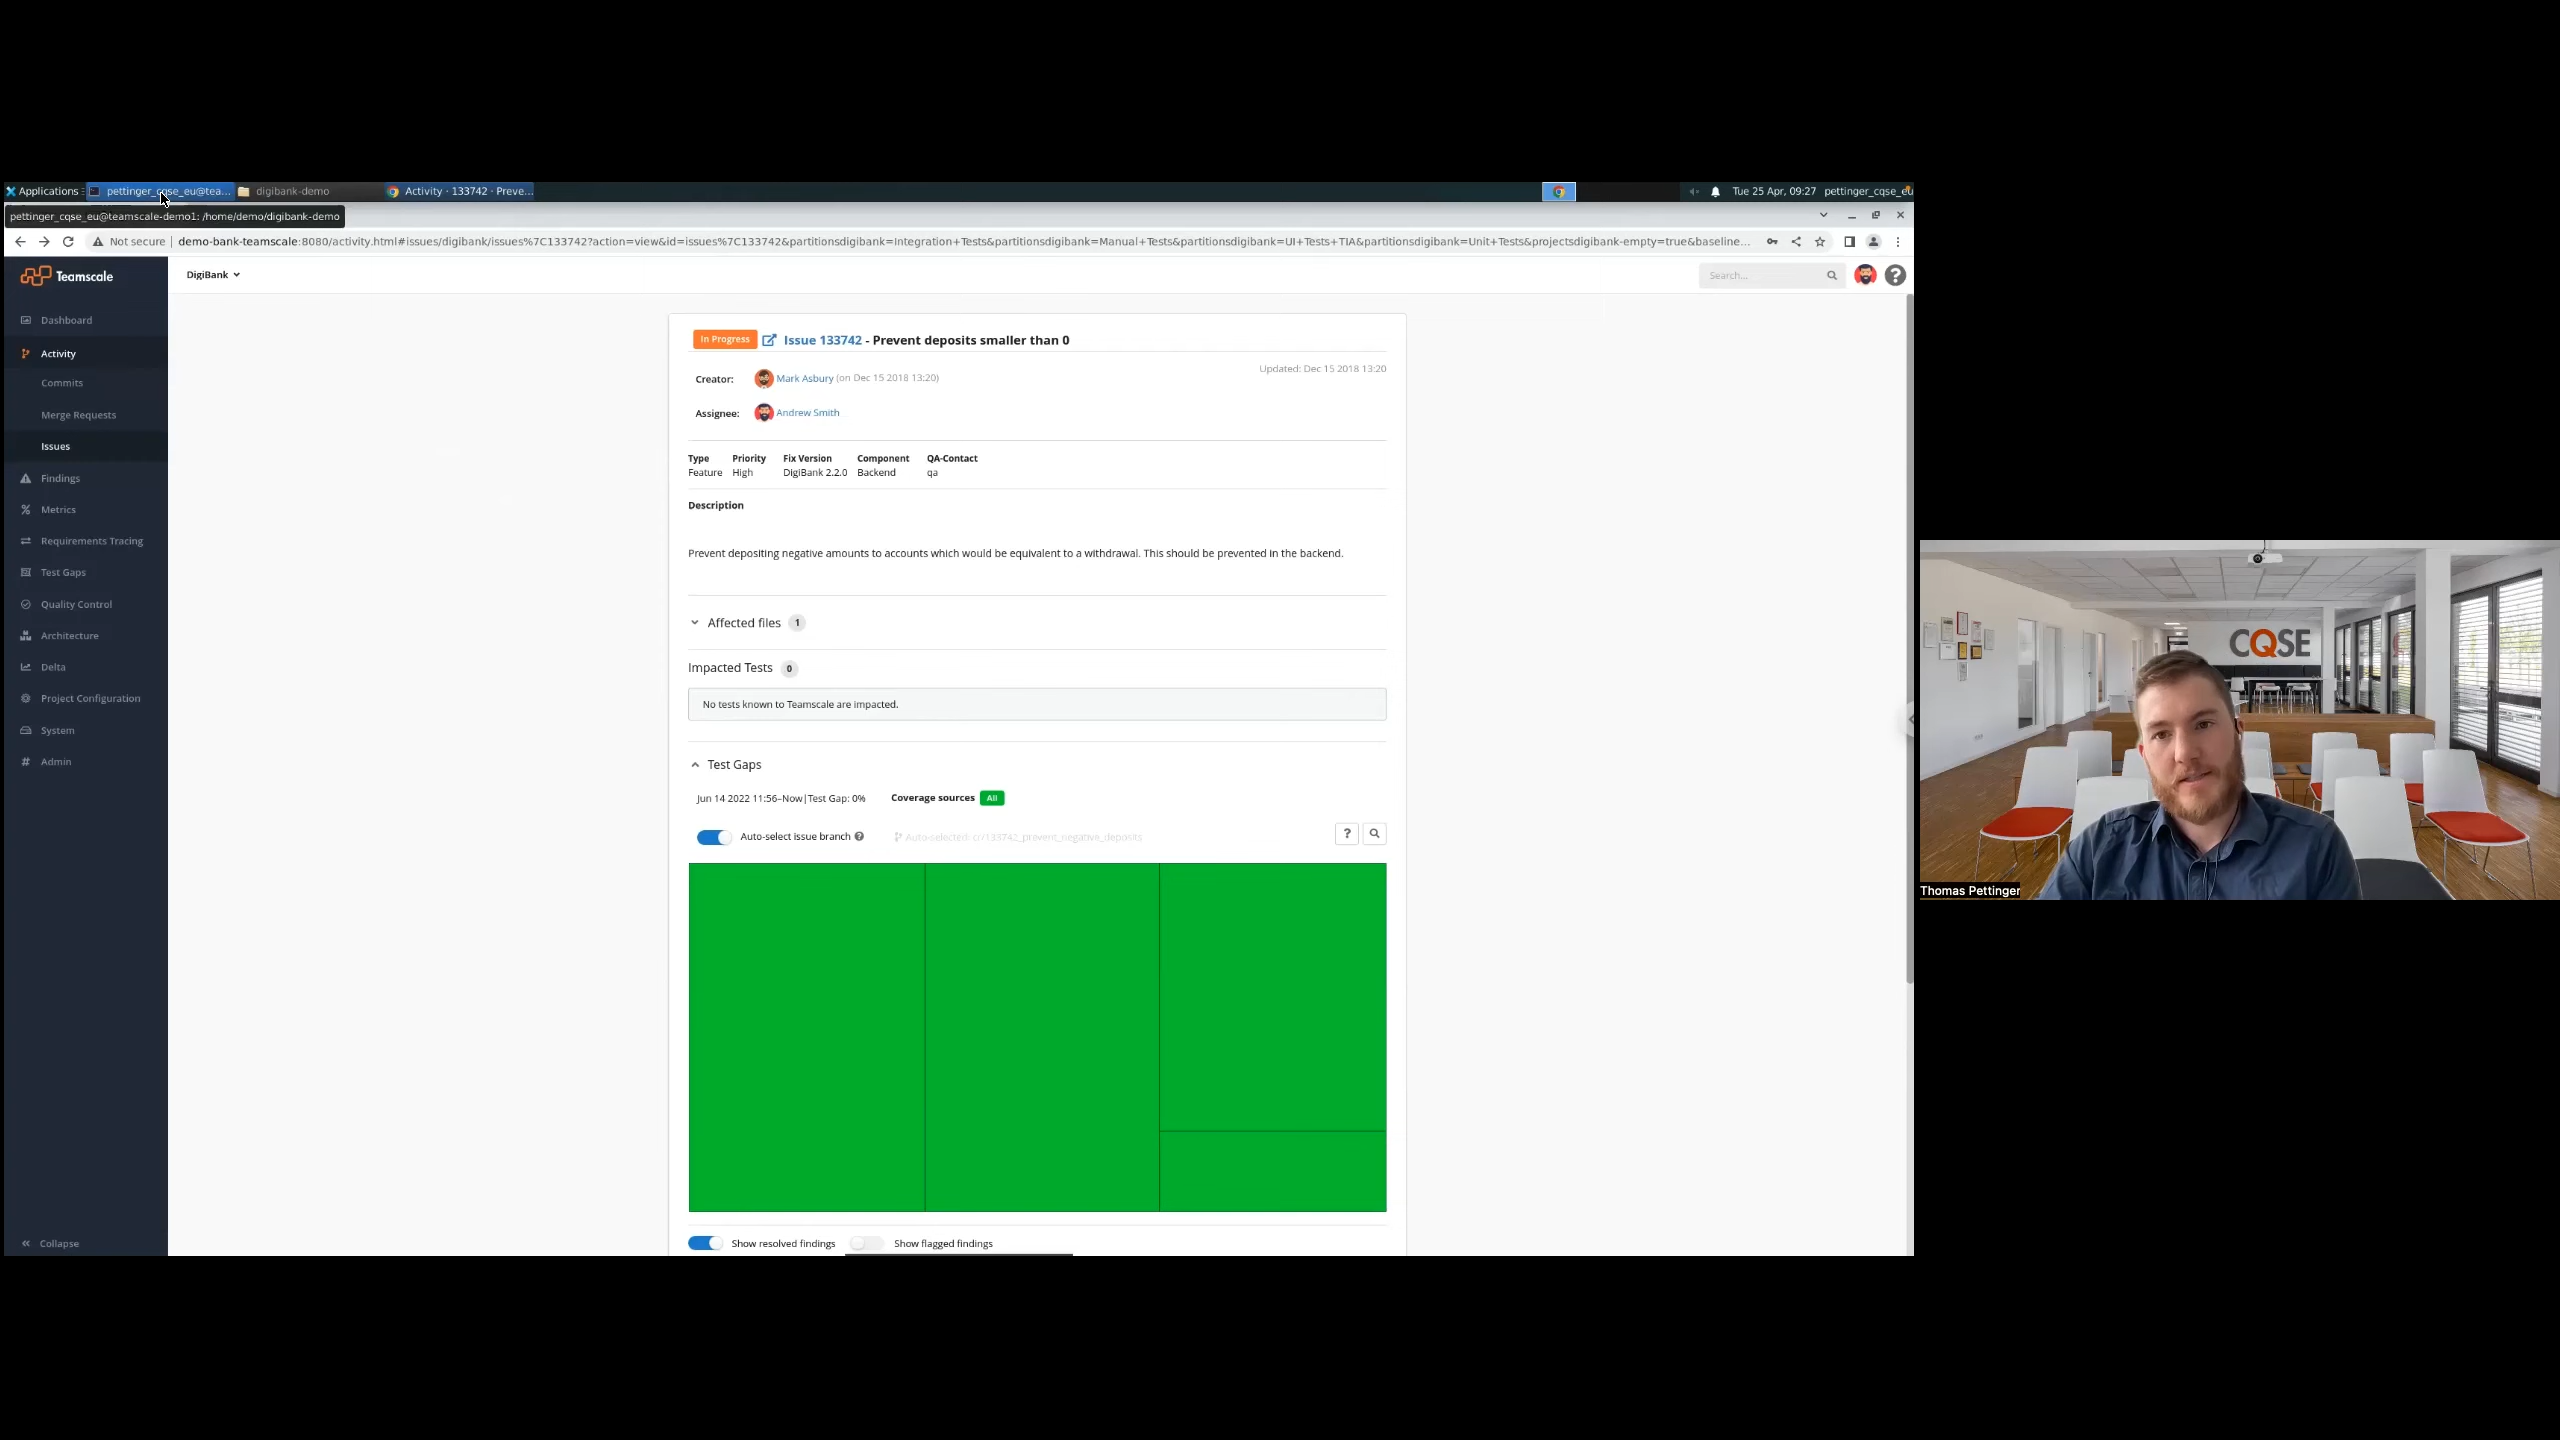 Applications
pettinger_cqse_eu@tea...
digibank-demo
Activity · 133742 · Preve...
Tue 25 Apr, 09:27
pettinger_cqse_eu
pettinger_cqse_eu@teamscale-demo1: /home/demo/digibank-demo
Not secure
demo-bank-teamscale:8080/activity.html#issues/digibank/issues%7C133742?action=view&id=issues%7C133742&partitionsdigibank=Integration+Tests&partitionsdigibank=Manual+Tests&partitionsdigibank=UI+Tests+TIA&partitionsdigibank=Unit+Tests&projectsdigibank-empty=true&baseline...
Teamscale
DigiBank
Search...
?
Dashboard
Activity
Commits
Merge Requests
Issues
Findings
Metrics
Requirements Tracing
Test Gaps
Quality Control
Architecture
Delta
Project Configuration
System
Admin
Collapse
In Progress Issue 133742 - Prevent deposits smaller than 0
Updated: Dec 15 2018 13:20
Creator: Mark Asbury (on Dec 15 2018 13:20)
Assignee: Andrew Smith
Type Priority Fix Version Component QA-Contact
Feature High DigiBank 2.2.0 Backend qa
Description
Prevent depositing negative amounts to accounts which would be equivalent to a withdrawal. This should be prevented in the backend.
Affected files 1
Impacted Tests 0
No tests known to Teamscale are impacted.
Test Gaps
Jun 14 2022 11:56–Now|Test Gap: 0% Coverage sources All
Auto-select issue branch ? Auto-selected: cr/133742_prevent_negative_deposits ?
Show resolved findings Show flagged findings
CQSE
Thomas Pettinger